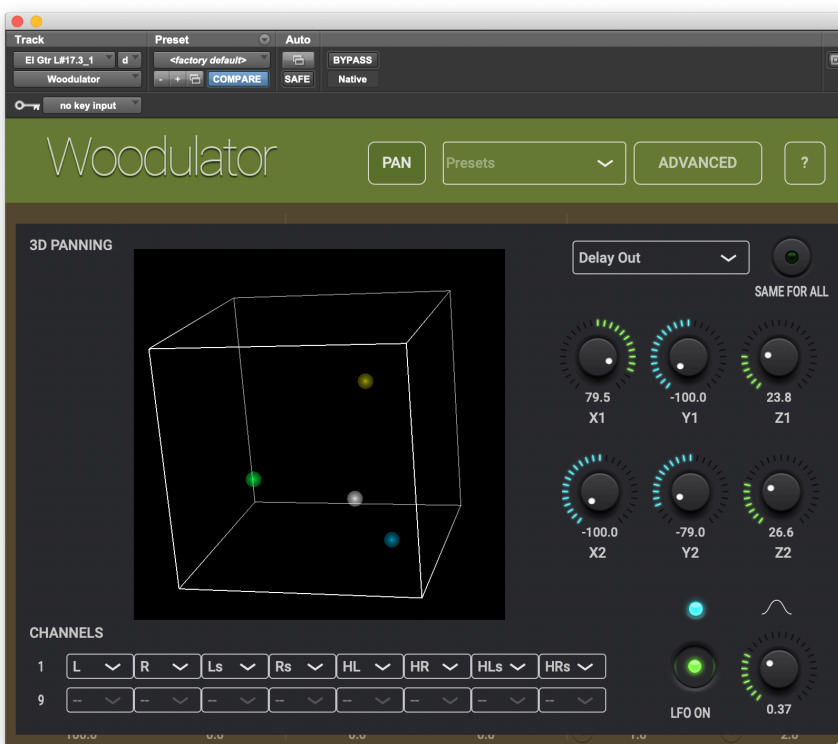 Track Preset Auto
El Gtr L#17.3_1 d <factory default> BYPASS
Woodulator - + COMPARE SAFE Native
no key input
Woodulator PAN Presets ADVANCED ?
3D PANNING
Delay Out
SAME FOR ALL
79.5 -100.0 23.8
X1 Y1 Z1
-100.0 -79.0 26.6
X2 Y2 Z2
CHANNELS
1 L R Ls Rs HL HR HLs HRs
9 -- -- -- -- -- -- -- --
LFO ON 0.37